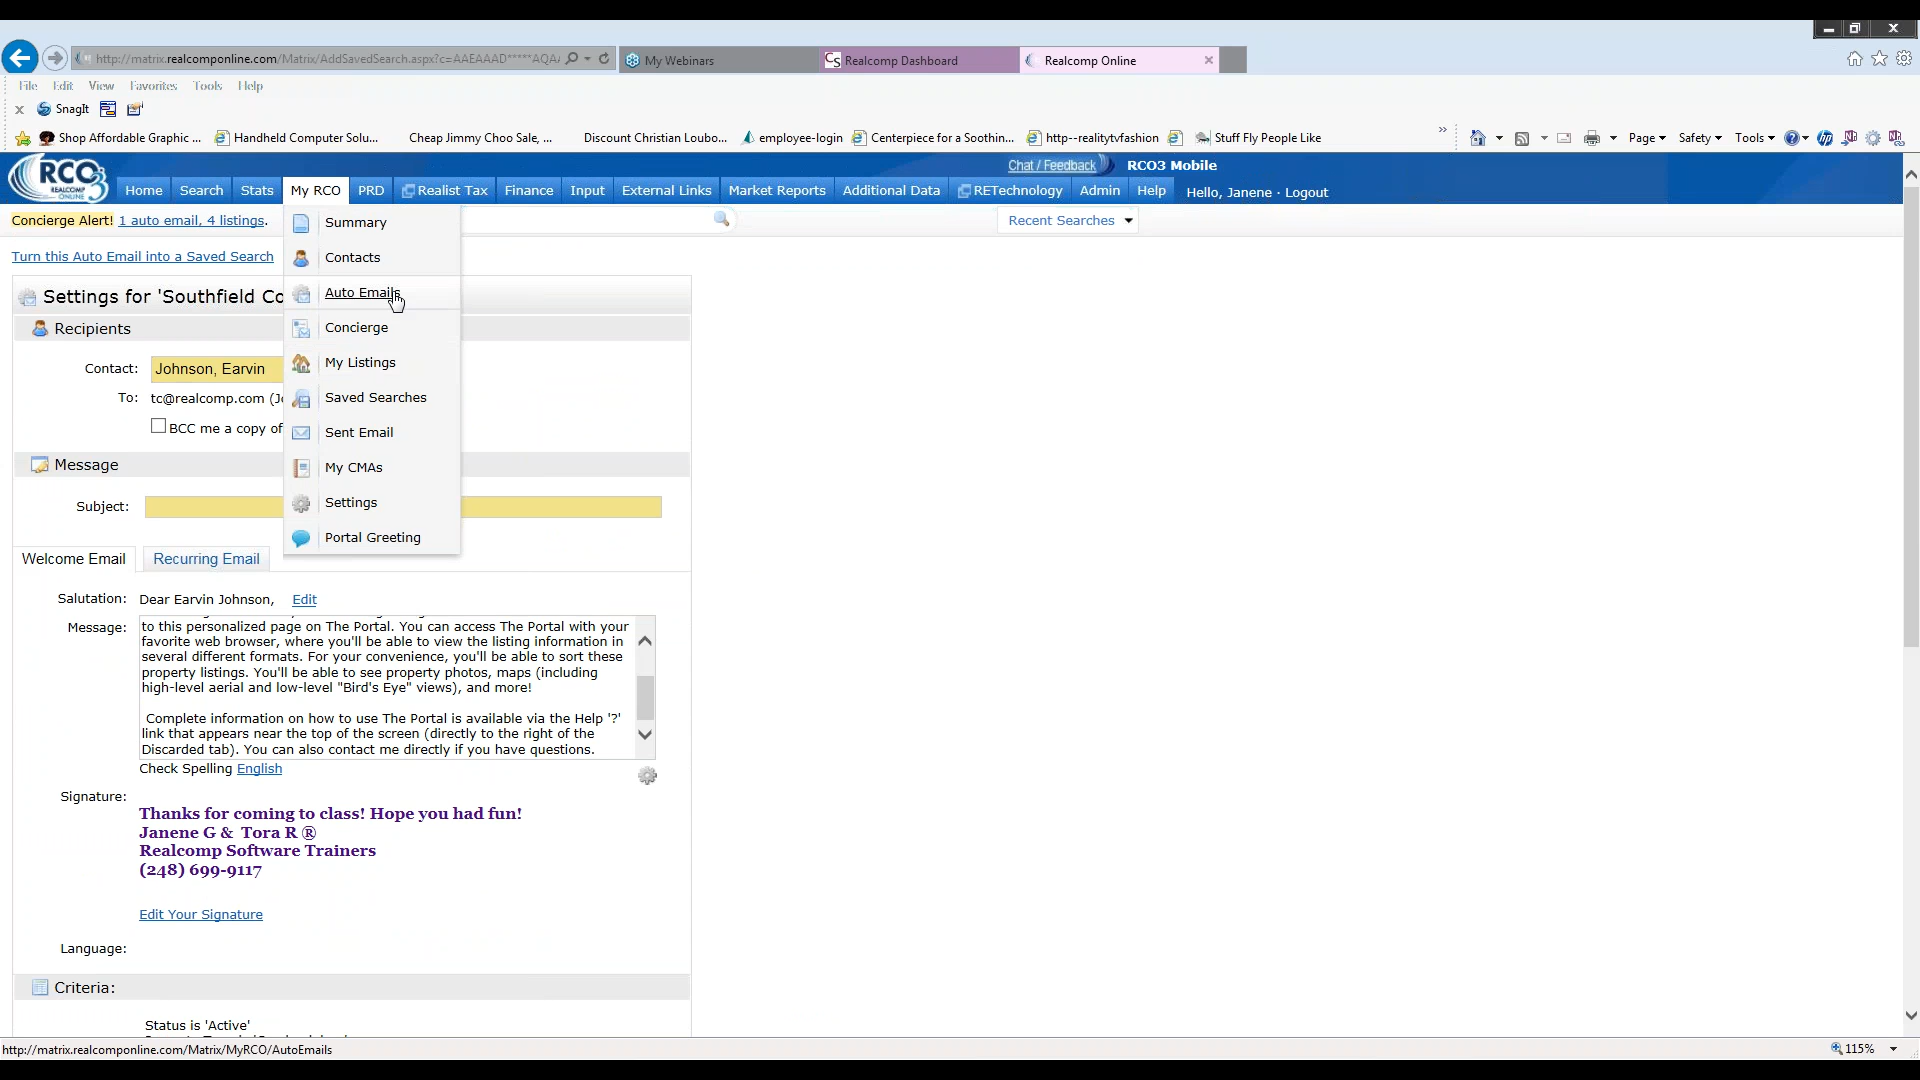 http://matrix.realcomponline.com/Matrix/AddSavedSearch.aspx?c=AAEAAAD*****AQA/
My Webinars
Realcomp Dashboard
Realcomp Online
File Edit View Favorites Tools Help
SnagIt
Shop Affordable Graphic ... Handheld Computer Solu... Cheap Jimmy Choo Sale, ... Discount Christian Loubo... employee-login Centerpiece for a Soothin... http--realitytvfashion Stuff Fly People Like
Page Safety Tools
RCO3
REALCOMP
ONLINE
Chat / Feedback RCO3 Mobile
Home Search Stats My RCO PRD Realist Tax Finance Input External Links Market Reports Additional Data RETechnology Admin Help Hello, Janene · Logout
Concierge Alert! 1 auto email, 4 listings.
Recent Searches
Turn this Auto Email into a Saved Search
Summary
Contacts
Auto Emails
Concierge
My Listings
Saved Searches
Sent Email
My CMAs
Settings
Portal Greeting
Settings for 'Southfield Co
Recipients
Contact: Johnson, Earvin
To: tc@realcomp.com (J
BCC me a copy of
Message
Subject:
Welcome Email Recurring Email
Salutation: Dear Earvin Johnson, Edit
Message: to this personalized page on The Portal. You can access The Portal with your
favorite web browser, where you'll be able to view the listing information in
several different formats. For your convenience, you'll be able to sort these
property listings. You'll be able to see property photos, maps (including
high-level aerial and low-level "Bird's Eye" views), and more!
Complete information on how to use The Portal is available via the Help '?'
link that appears near the top of the screen (directly to the right of the
Discarded tab). You can also contact me directly if you have questions.
Check Spelling English
Signature:
Thanks for coming to class! Hope you had fun!
Janene G & Tora R ®
Realcomp Software Trainers
(248) 699-9117
Edit Your Signature
Language:
Criteria:
Status is 'Active'
http://matrix.realcomponline.com/Matrix/MyRCO/AutoEmails
115%